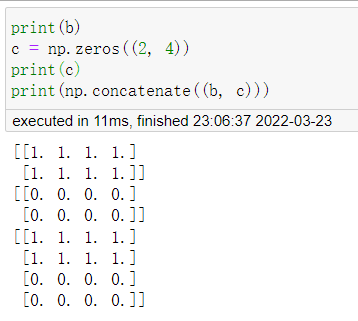 print(b)
c = np.zeros((2, 4))
print(c)
print(np.concatenate((b, c)))
executed in 11ms, finished 23:06:37 2022-03-23
[[1. 1. 1. 1.]
 [1. 1. 1. 1.]]
[[0. 0. 0. 0.]
 [0. 0. 0. 0.]]
[[1. 1. 1. 1.]
 [1. 1. 1. 1.]
 [0. 0. 0. 0.]
 [0. 0. 0. 0.]]